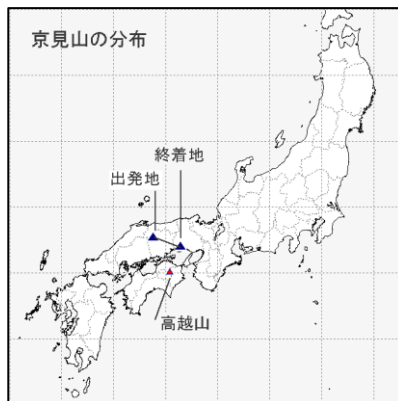 京見山の分布
終着地
出発地
高越山